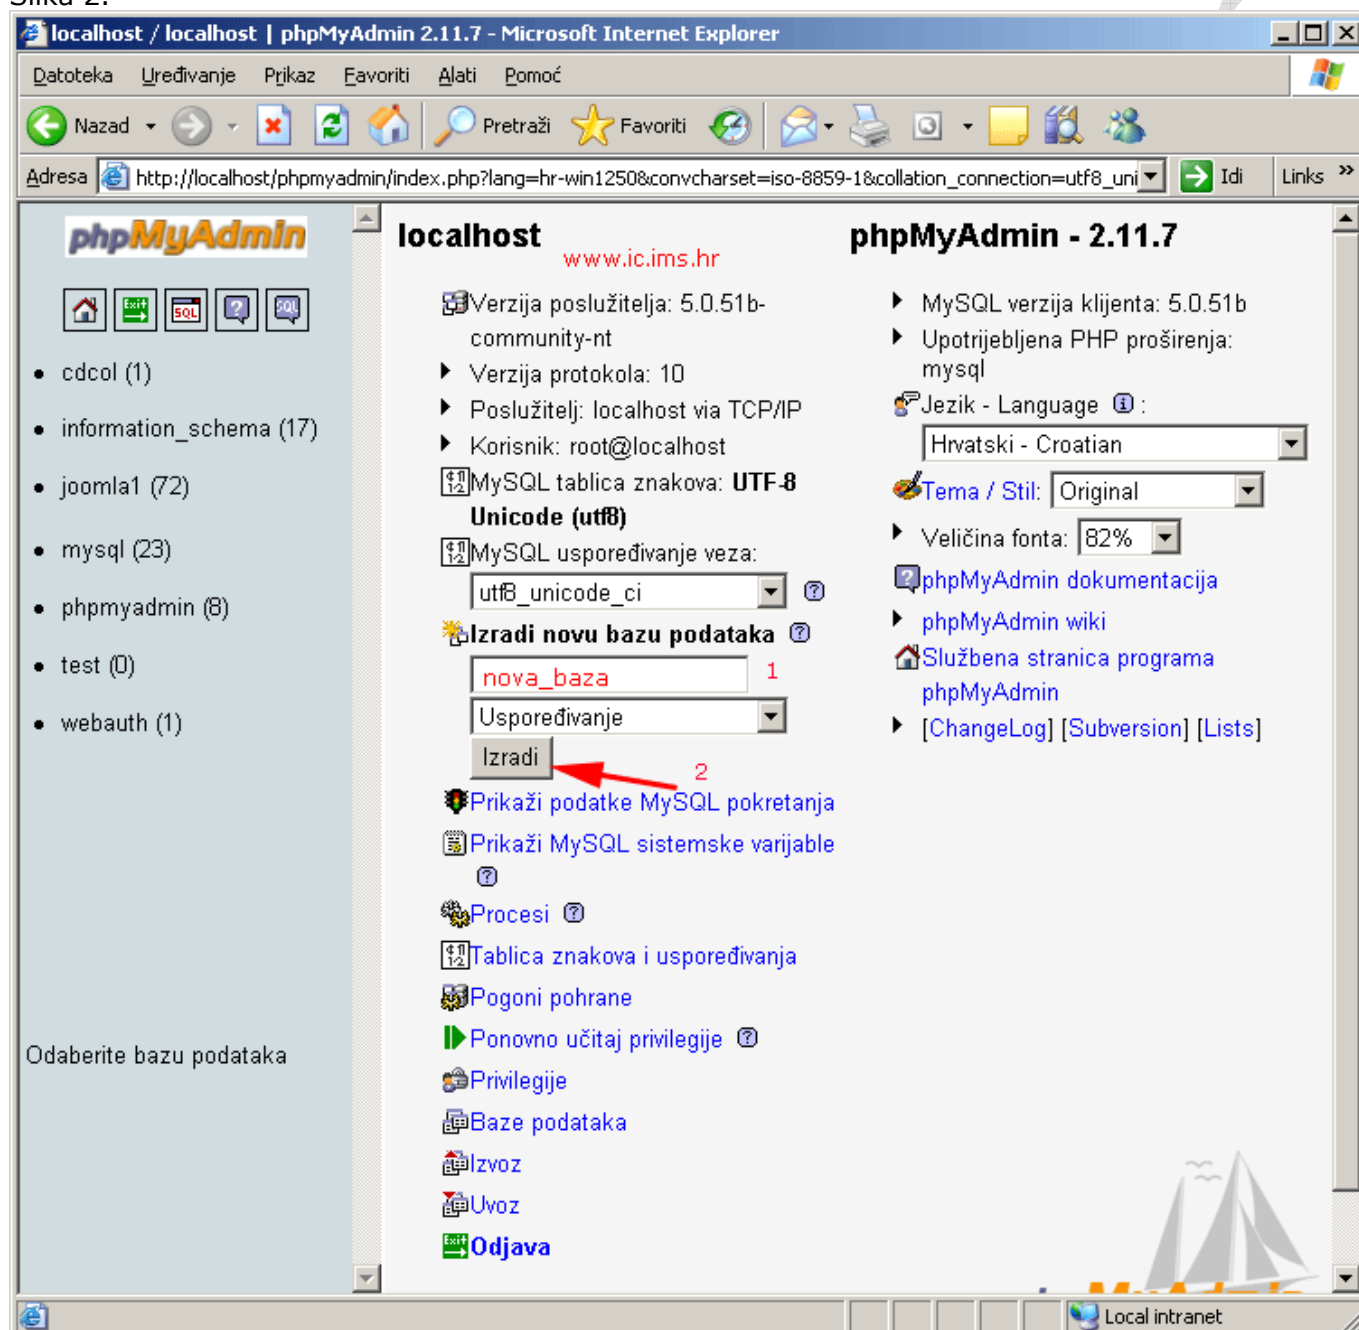 Slika 2.
localhost / localhost | phpMyAdmin 2.11.7 - Microsoft Internet Explorer
Datoteka Uređivanje Prikaz Favoriti Alati Pomoć
Nazad Pretraži Favoriti
Adresa http://localhost/phpmyadmin/index.php?lang=hr-win1250&convcharset=iso-8859-1&collation_connection=utf8_uni Idi Links »
phpMyAdmin
Exit SQL SQL
cdcol (1)
information_schema (17)
joomla1 (72)
mysql (23)
phpmyadmin (8)
test (0)
webauth (1)
Odaberite bazu podataka
localhost
www.ic.ims.hr
Verzija poslužitelja: 5.0.51b-
community-nt
Verzija protokola: 10
Poslužitelj: localhost via TCP/IP
Korisnik: root@localhost
MySQL tablica znakova: UTF-8
Unicode (utf8)
MySQL uspoređivanje veza:
utf8_unicode_ci
Izradi novu bazu podataka
nova_baza 1
Uspoređivanje
Izradi 2
Prikaži podatke MySQL pokretanja
Prikaži MySQL sistemske varijable
Procesi
Tablica znakova i uspoređivanja
Pogoni pohrane
Ponovno učitaj privilegije
Privilegije
Baze podataka
Izvoz
Uvoz
Odjava
phpMyAdmin - 2.11.7
MySQL verzija klijenta: 5.0.51b
Upotrijebljena PHP proširenja:
mysql
Jezik - Language :
Hrvatski - Croatian
Tema / Stil: Original
Veličina fonta: 82%
phpMyAdmin dokumentacija
phpMyAdmin wiki
Službena stranica programa
phpMyAdmin
[ChangeLog] [Subversion] [Lists]
Local intranet